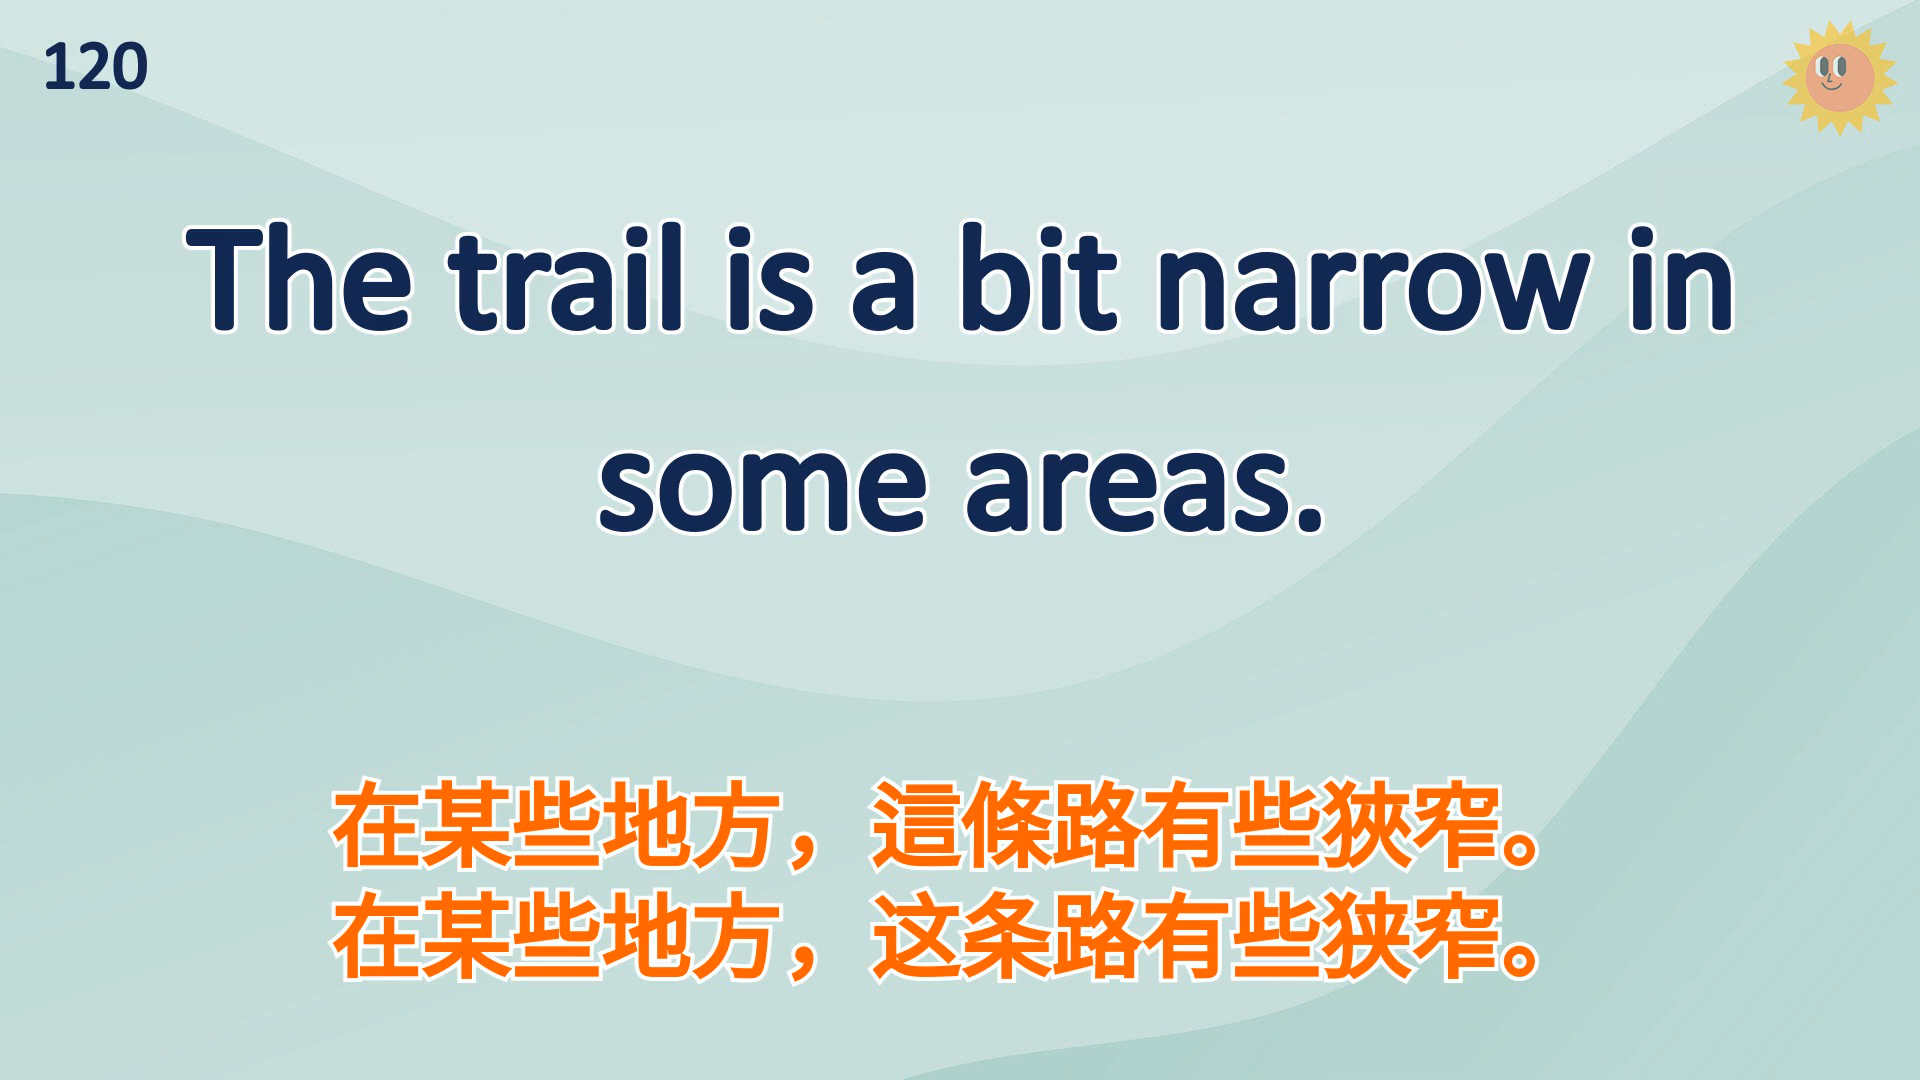 120
The trail is a bit narrow in
some areas.
在某些地方，這條路有些狹窄。
在某些地方，这条路有些狭窄。